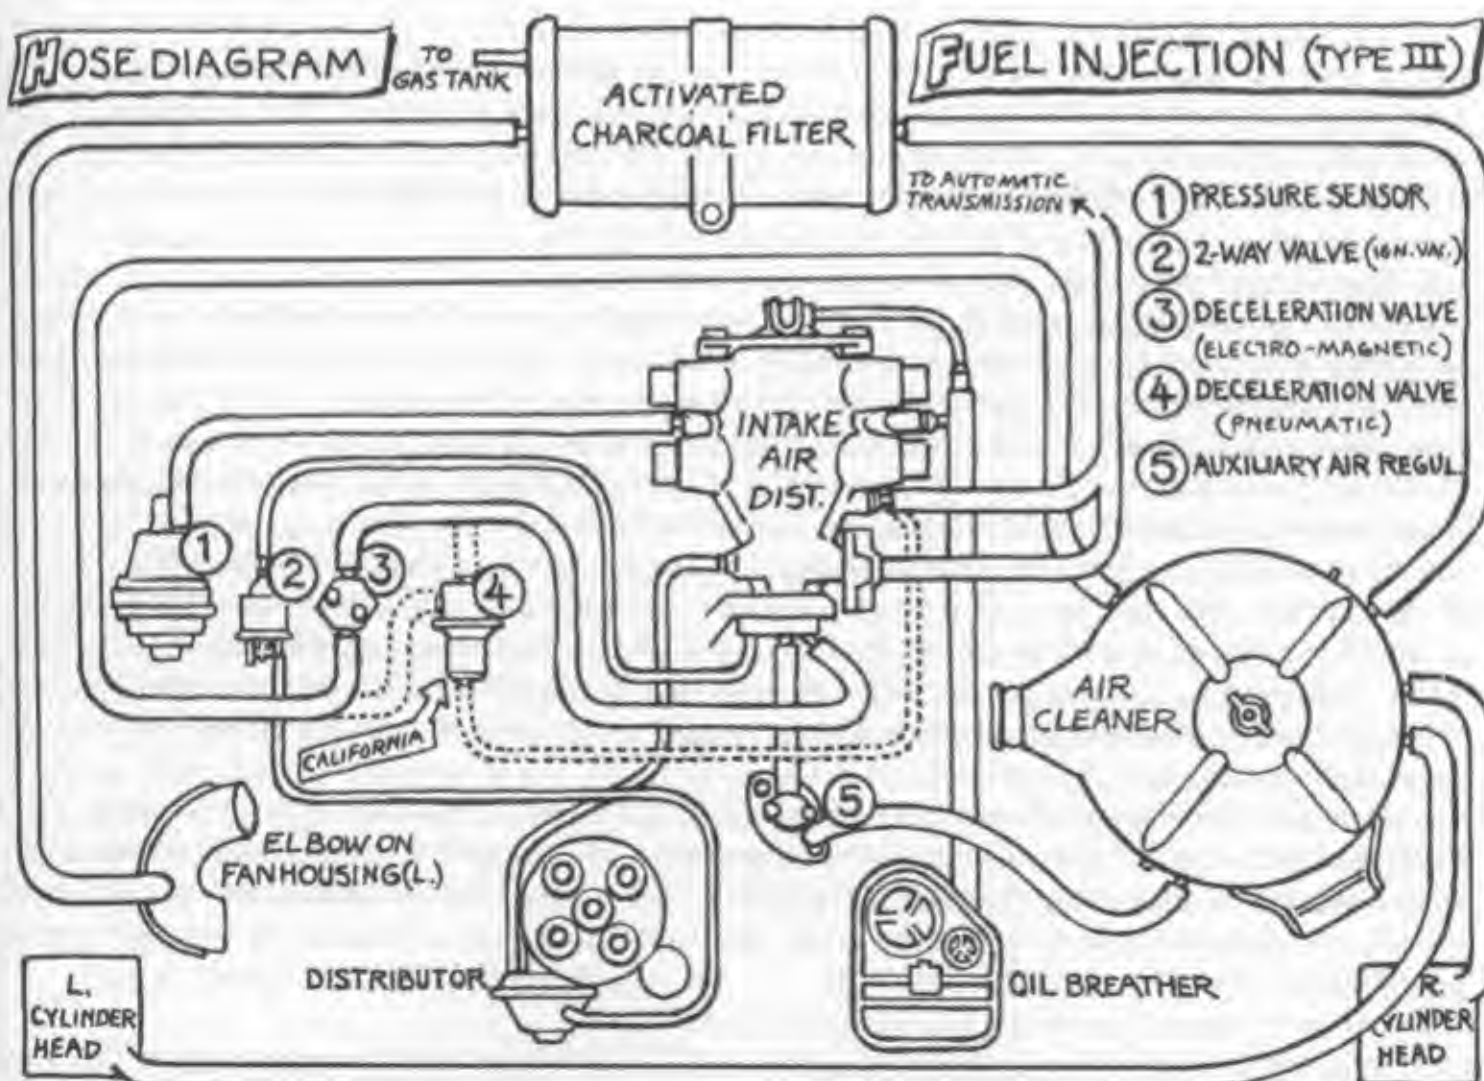 HOSE DIAGRAM
TO
GAS TANK
ACTIVATED
CHARCOAL FILTER
FUEL INJECTION (TYPE III)
TO AUTOMATIC
TRANSMISSION
1 PRESSURE SENSOR
2 2-WAY VALVE (IGN. VAC.)
3 DECELERATION VALVE
(ELECTRO-MAGNETIC)
4 DECELERATION VALVE
(PNEUMATIC)
5 AUXILIARY AIR REGUL.
INTAKE
AIR
DIST.
1
2
3
4
CALIFORNIA
AIR
CLEANER
5
ELBOW ON
FANHOUSING (L.)
DISTRIBUTOR
OIL BREATHER
L.
CYLINDER
HEAD
R.
CYLINDER
HEAD